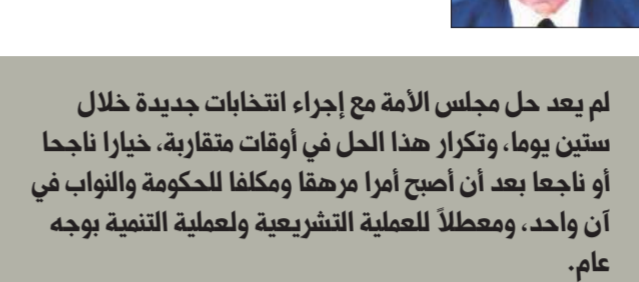 لم يعد حل مجلس الأمة مع إجراء انتخابات جديدة خلال
ستين يوما، وتكرار هذا الحل في أوقات متقاربة، خيارا ناجحا
أو ناجعا بعد أن أصبح أمرا مرهقا ومكلفا للحكومة والنواب في
آن واحد، ومعطلاً للعملية التشريعية ولعملية التنمية بوجه
عام.